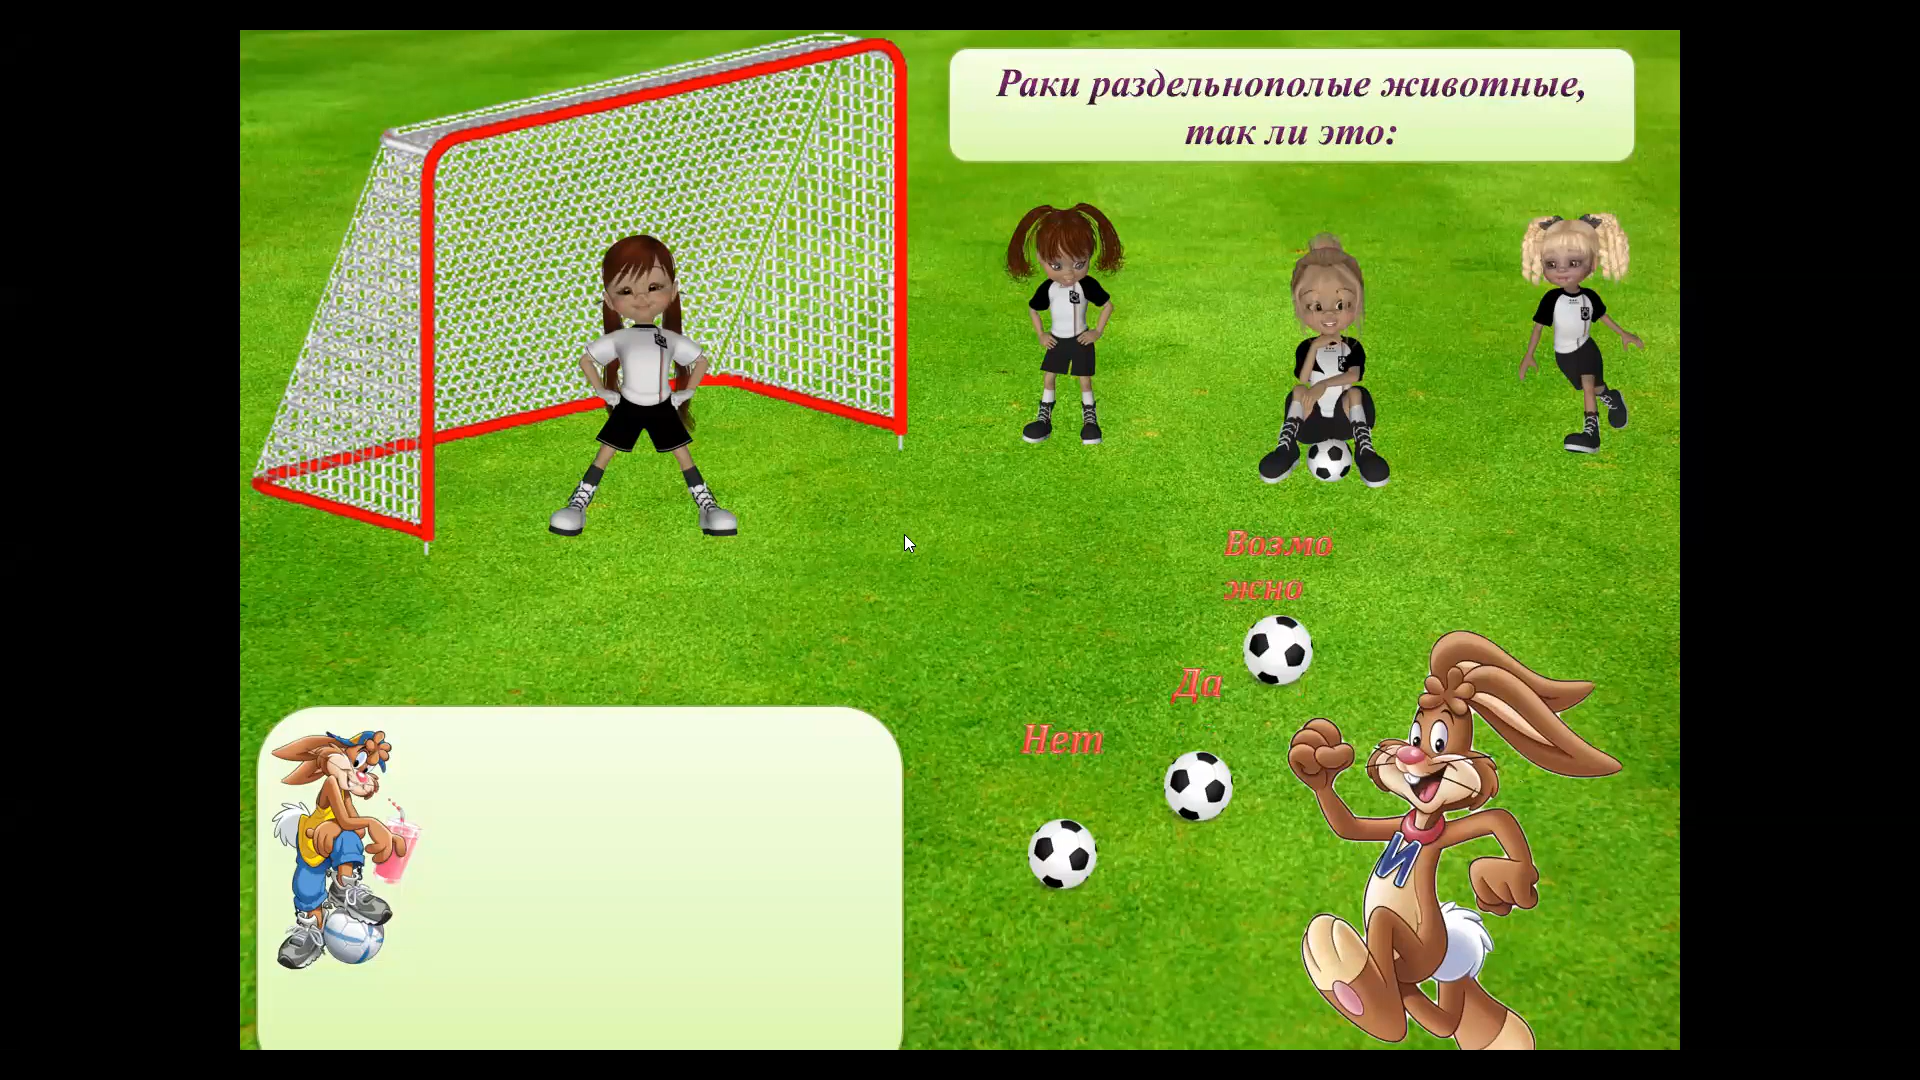 Раки раздельнополые животные,
так ли это:
Возмо
жно
Да
Нет
И